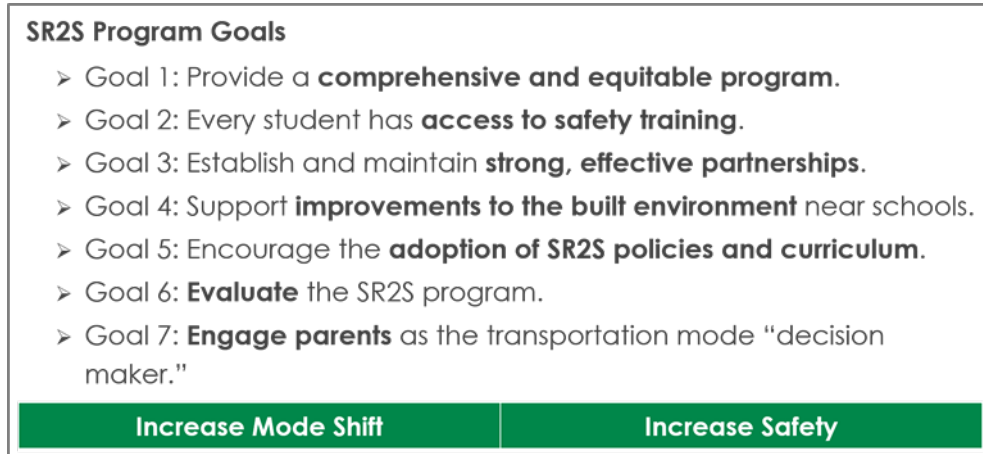 SR2S Program Goals
➢ Goal 1: Provide a comprehensive and equitable program.
➢ Goal 2: Every student has access to safety training.
➢ Goal 3: Establish and maintain strong, effective partnerships.
➢ Goal 4: Support improvements to the built environment near schools.
➢ Goal 5: Encourage the adoption of SR2S policies and curriculum.
➢ Goal 6: Evaluate the SR2S program.
➢ Goal 7: Engage parents as the transportation mode “decision
maker.”
Increase Mode Shift Increase Safety